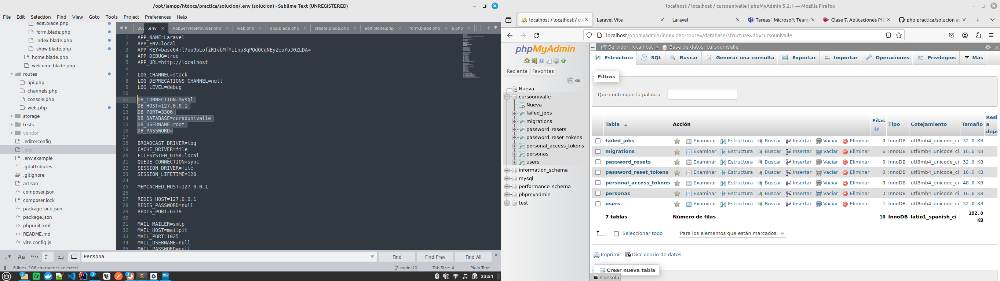 /opt/lampp/htdocs/practica/solucion/.env (solucion) - Sublime Text (UNREGISTERED)
File Edit Selection Find View Goto Tools Project Preferences Help
edit.blade.php
form.blade.php
index.blade.php
show.blade.php
home.blade.php
welcome.blade.php
routes
api.php
channels.php
console.php
web.php
storage
tests
vendor
.editorconfig
.env
.env.example
.gitattributes
.gitignore
artisan
composer.json
composer.lock
package-lock.json
package.json
phpunit.xml
README.md
vite.config.js
202 .env AppServiceProvider.php web.php app.blade.php create.blade.php edit.blade.php form.blade.php e.php
1 APP_NAME=Laravel
2 APP_ENV=local
3 APP_KEY=base64:l7oo9pLofiRIvbMfYiLnp3qPQdQCqNEyZeoYoJ0ZLDA=
4 APP_DEBUG=true
5 APP_URL=http://localhost
6
7 LOG_CHANNEL=stack
8 LOG_DEPRECATIONS_CHANNEL=null
9 LOG_LEVEL=debug
10
11 DB_CONNECTION=mysql
12 DB_HOST=127.0.0.1
13 DB_PORT=3306
14 DB_DATABASE=cursounivalle
15 DB_USERNAME=root
16 DB_PASSWORD=
17
18 BROADCAST_DRIVER=log
19 CACHE_DRIVER=file
20 FILESYSTEM_DISK=local
21 QUEUE_CONNECTION=sync
22 SESSION_DRIVER=file
23 SESSION_LIFETIME=120
24
25 MEMCACHED_HOST=127.0.0.1
26
27 REDIS_HOST=127.0.0.1
28 REDIS_PASSWORD=null
29 REDIS_PORT=6379
30
31 MAIL_MAILER=smtp
32 MAIL_HOST=mailpit
33 MAIL_PORT=1025
34 MAIL_USERNAME=null
35 MAIL_PASSWORD=null
.* Aa “” Persona Find Find Prev Find All
6 lines, 106 characters selected main 13 Tab Size: 4 Plain Text
2 3 3 S 23:51
localhost / localhost / cursounivalle | phpMyAdmin 5.2.1 — Mozilla Firefox
localhost / localhost / cu Laravel Vite Laravel Tareas | Microsoft Teams Clase 7. Aplicaciones PH php-practica/solucion at
localhost/phpmyadmin/index.php?route=/database/structure&db=cursounivalle
phpMyAdmin
Reciente Favoritas
Nueva
cursounivalle
Nueva
failed_jobs
migrations
password_resets
password_reset_tokens
personal_access_tokens
personas
users
information_schema
mysql
performance_schema
phpmyadmin
test
Servidor: localhost » Base de datos: cursounivalle
Estructura SQL Buscar Generar una consulta Exportar Importar Operaciones Privilegios Más
Filtros
Que contengan la palabra:
Tabla Acción Filas Tipo Cotejamiento Tamaño Resi a depu
failed_jobs Examinar Estructura Buscar Insertar Vaciar Eliminar 0 InnoDB utf8mb4_unicode_ci 32.0 KB
migrations Examinar Estructura Buscar Insertar Vaciar Eliminar 6 InnoDB utf8mb4_unicode_ci 16.0 KB
password_resets Examinar Estructura Buscar Insertar Vaciar Eliminar 0 InnoDB utf8mb4_unicode_ci 32.0 KB
password_reset_tokens Examinar Estructura Buscar Insertar Vaciar Eliminar 0 InnoDB utf8mb4_unicode_ci 16.0 KB
personal_access_tokens Examinar Estructura Buscar Insertar Vaciar Eliminar 0 InnoDB utf8mb4_unicode_ci 48.0 KB
personas Examinar Estructura Buscar Insertar Vaciar Eliminar 3 InnoDB utf8mb4_unicode_ci 16.0 KB
users Examinar Estructura Buscar Insertar Vaciar Eliminar 1 InnoDB utf8mb4_unicode_ci 32.0 KB
7 tablas Número de filas 10 InnoDB latin1_spanish_ci 192.0 KB
Seleccionar todo Para los elementos que están marcados:
Imprimir Diccionario de datos
Crear nueva tabla
Consola